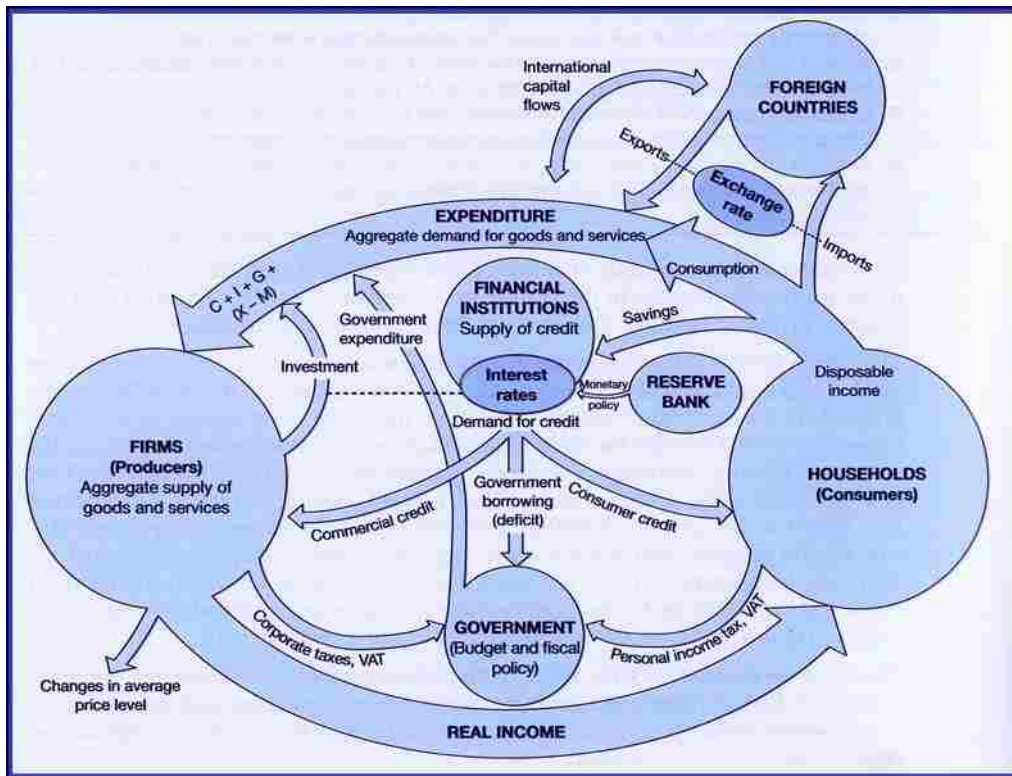 International
capital
flows
FOREIGN
COUNTRIES
Exports
Exchange
rate
Imports
EXPENDITURE
Aggregate demand for goods and services
Consumption
C + I + G +
(X – M)
Government
expenditure
FINANCIAL
INSTITUTIONS
Supply of credit
Savings
Investment
Interest
rates
Monetary
policy
RESERVE
BANK
Disposable
income
Demand for credit
FIRMS
(Producers)
Aggregate supply of
goods and services
HOUSEHOLDS
(Consumers)
Commercial credit
Government
borrowing
(deficit)
Consumer credit
Corporate taxes, VAT
GOVERNMENT
(Budget and fiscal
policy)
Personal income tax, VAT
Changes in average
price level
REAL INCOME